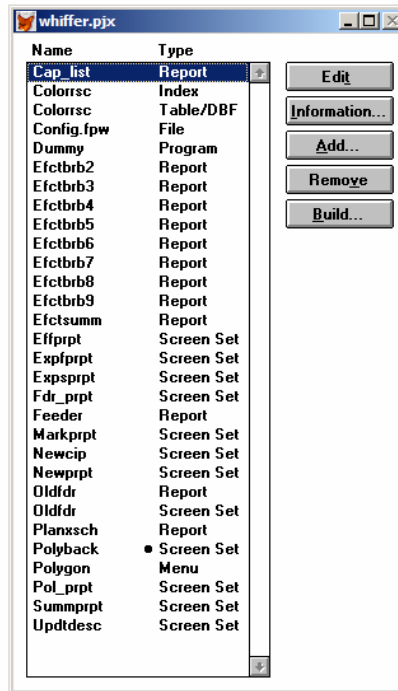 whiffer.pjx
Name Type
Cap_list Report
Colorrsc Index
Colorrsc Table/DBF
Config.fpw File
Dummy Program
Efctbrb2 Report
Efctbrb3 Report
Efctbrb4 Report
Efctbrb5 Report
Efctbrb6 Report
Efctbrb7 Report
Efctbrb8 Report
Efctbrb9 Report
Efctsumm Report
Effprpt Screen Set
Expfprpt Screen Set
Expsprpt Screen Set
Fdr_prpt Screen Set
Feeder Report
Markprpt Screen Set
Newcip Screen Set
Newprpt Screen Set
Oldfdr Report
Oldfdr Screen Set
Planxsch Report
Polyback • Screen Set
Polygon Menu
Pol_prpt Screen Set
Summprpt Screen Set
Updtdesc Screen Set
Edit
Information...
Add...
Remove
Build...